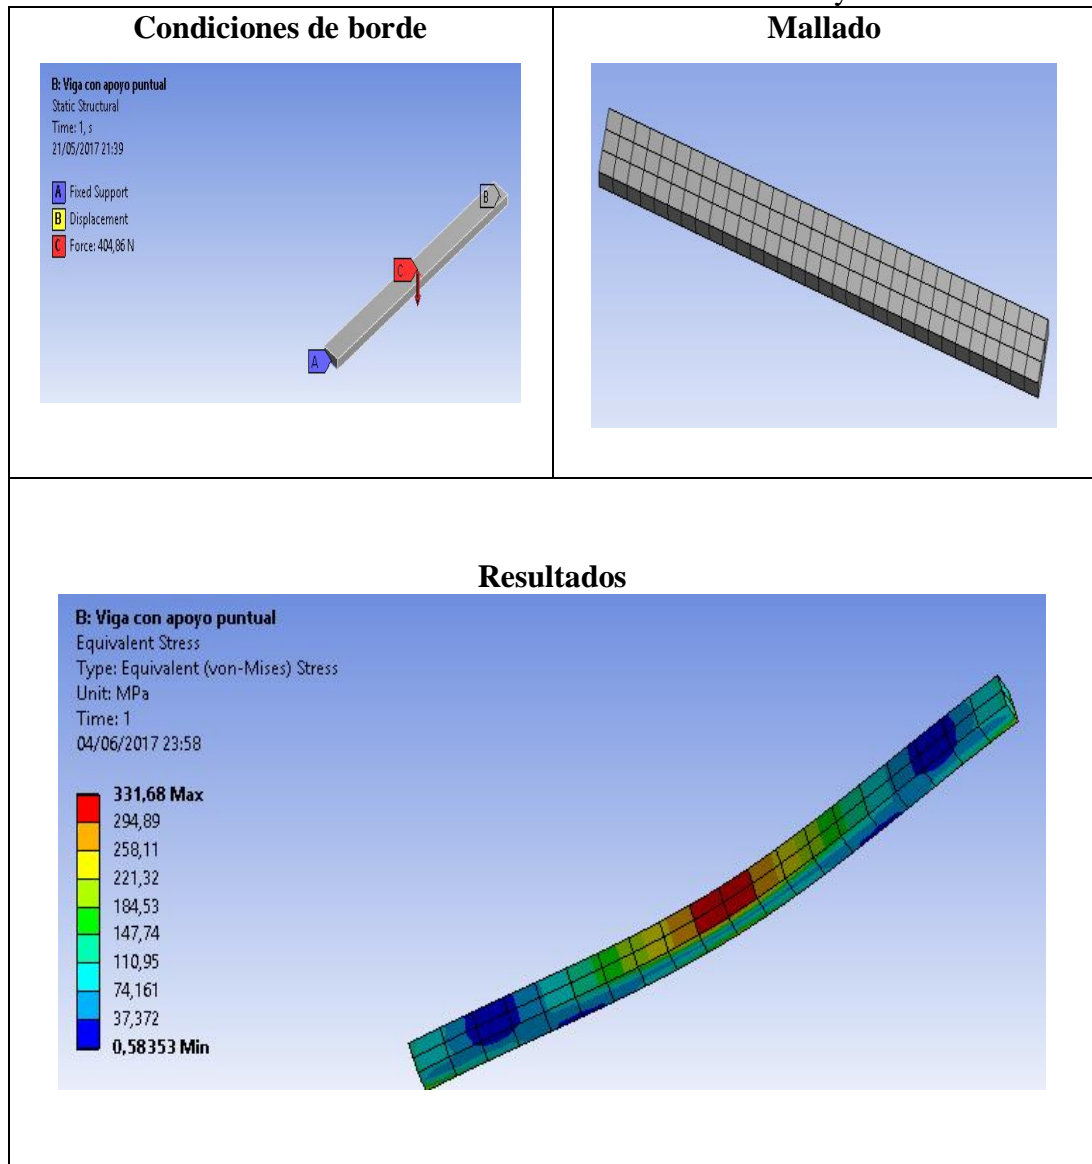 Condiciones de borde
Mallado
B: Viga con apoyo puntual
Static Structural
Time: 1, s
21/05/2017 21:39
A Fixed Support
B Displacement
C Force: 404,86 N
B
C
A
Resultados
B: Viga con apoyo puntual
Equivalent Stress
Type: Equivalent (von-Mises) Stress
Unit: MPa
Time: 1
04/06/2017 23:58
331,68 Max
294,89
258,11
221,32
184,53
147,74
110,95
74,161
37,372
0,58353 Min